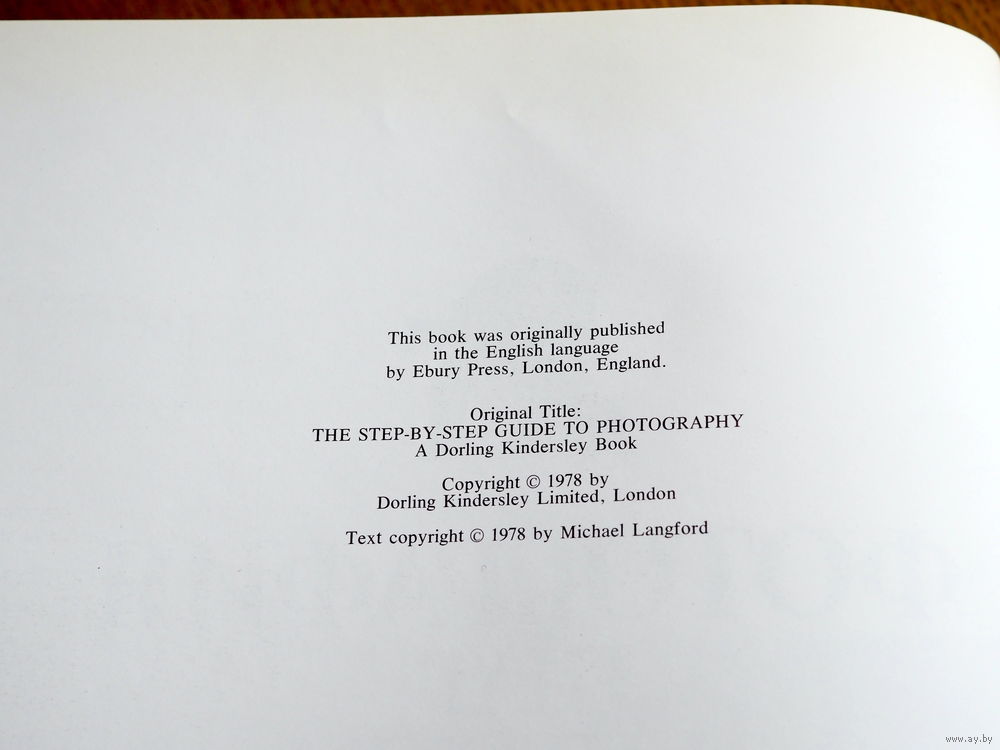 This book was originally published
in the English language
by Ebury Press, London, England.
Original Title:
THE STEP-BY-STEP GUIDE TO PHOTOGRAPHY
A Dorling Kindersley Book
Copyright © 1978 by
Dorling Kindersley Limited, London
Text copyright © 1978 by Michael Langford
www.ay.by